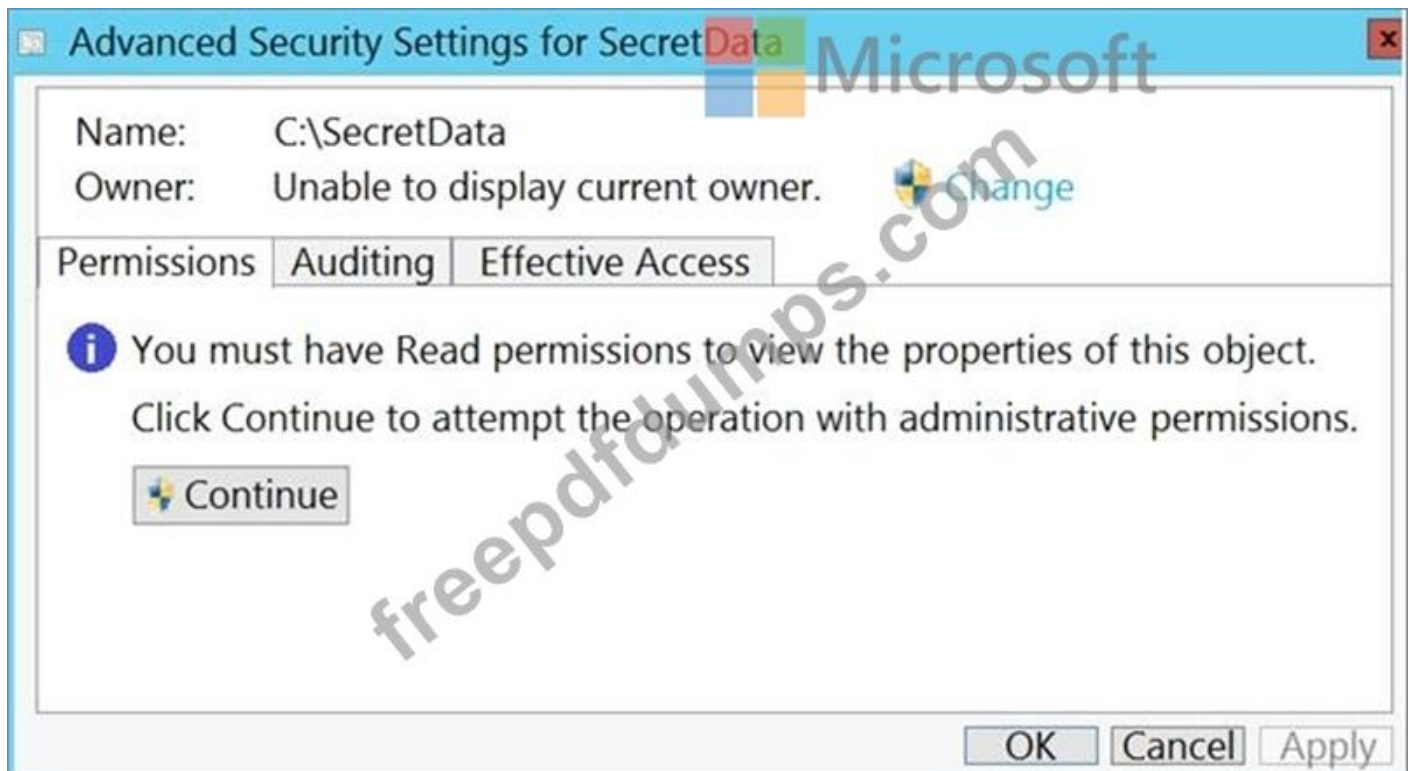 Advanced Security Settings for SecretData
Microsoft
Name: C:\SecretData
Owner: Unable to display current owner. Change
Permissions Auditing Effective Access
You must have Read permissions to view the properties of this object.
Click Continue to attempt the operation with administrative permissions.
Continue
freepdfdumps.com
OK Cancel Apply